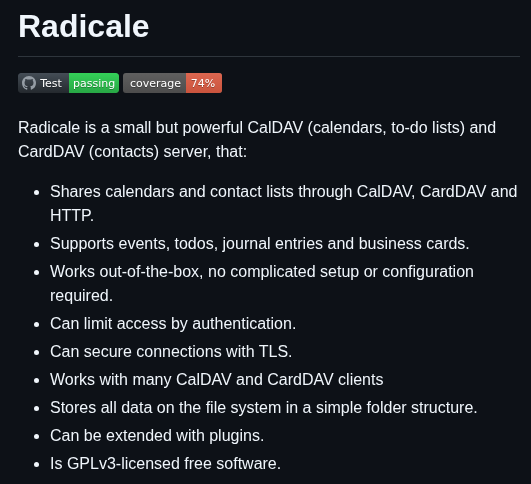 Radicale
Test passing coverage 74%
Radicale is a small but powerful CalDAV (calendars, to-do lists) and
CardDAV (contacts) server, that:
• Shares calendars and contact lists through CalDAV, CardDAV and
HTTP.
• Supports events, todos, journal entries and business cards.
• Works out-of-the-box, no complicated setup or configuration
required.
• Can limit access by authentication.
• Can secure connections with TLS.
• Works with many CalDAV and CardDAV clients
• Stores all data on the file system in a simple folder structure.
• Can be extended with plugins.
• Is GPLv3-licensed free software.